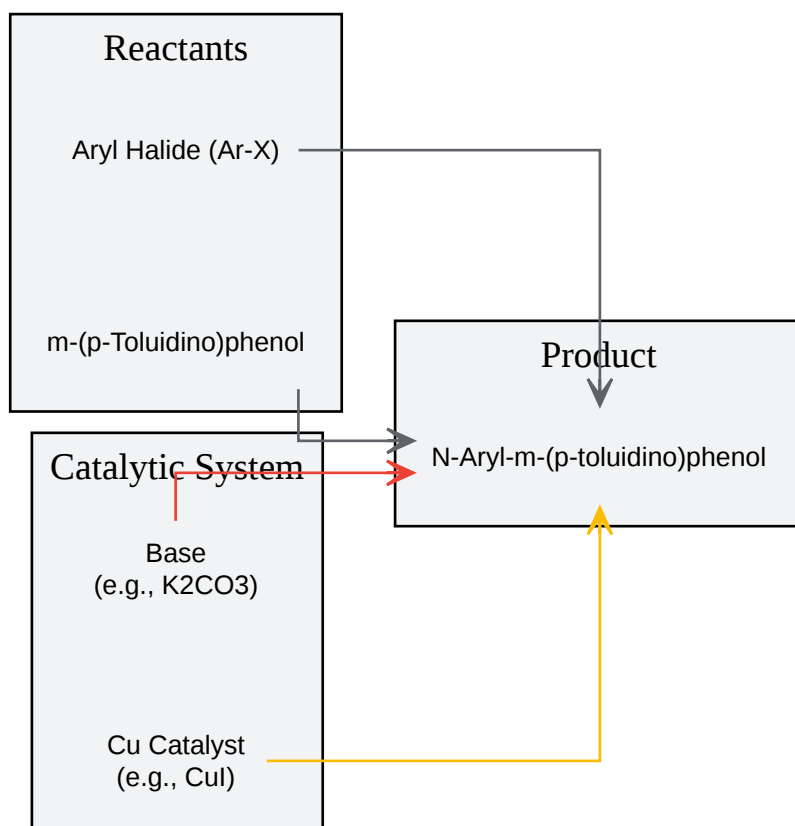 Reactants
Aryl Halide (Ar-X)
m-(p-Toluidino)phenol
Product
N-Aryl-m-(p-toluidino)phenol
Catalytic System
Base
(e.g., K2CO3)
Cu Catalyst
(e.g., CuI)